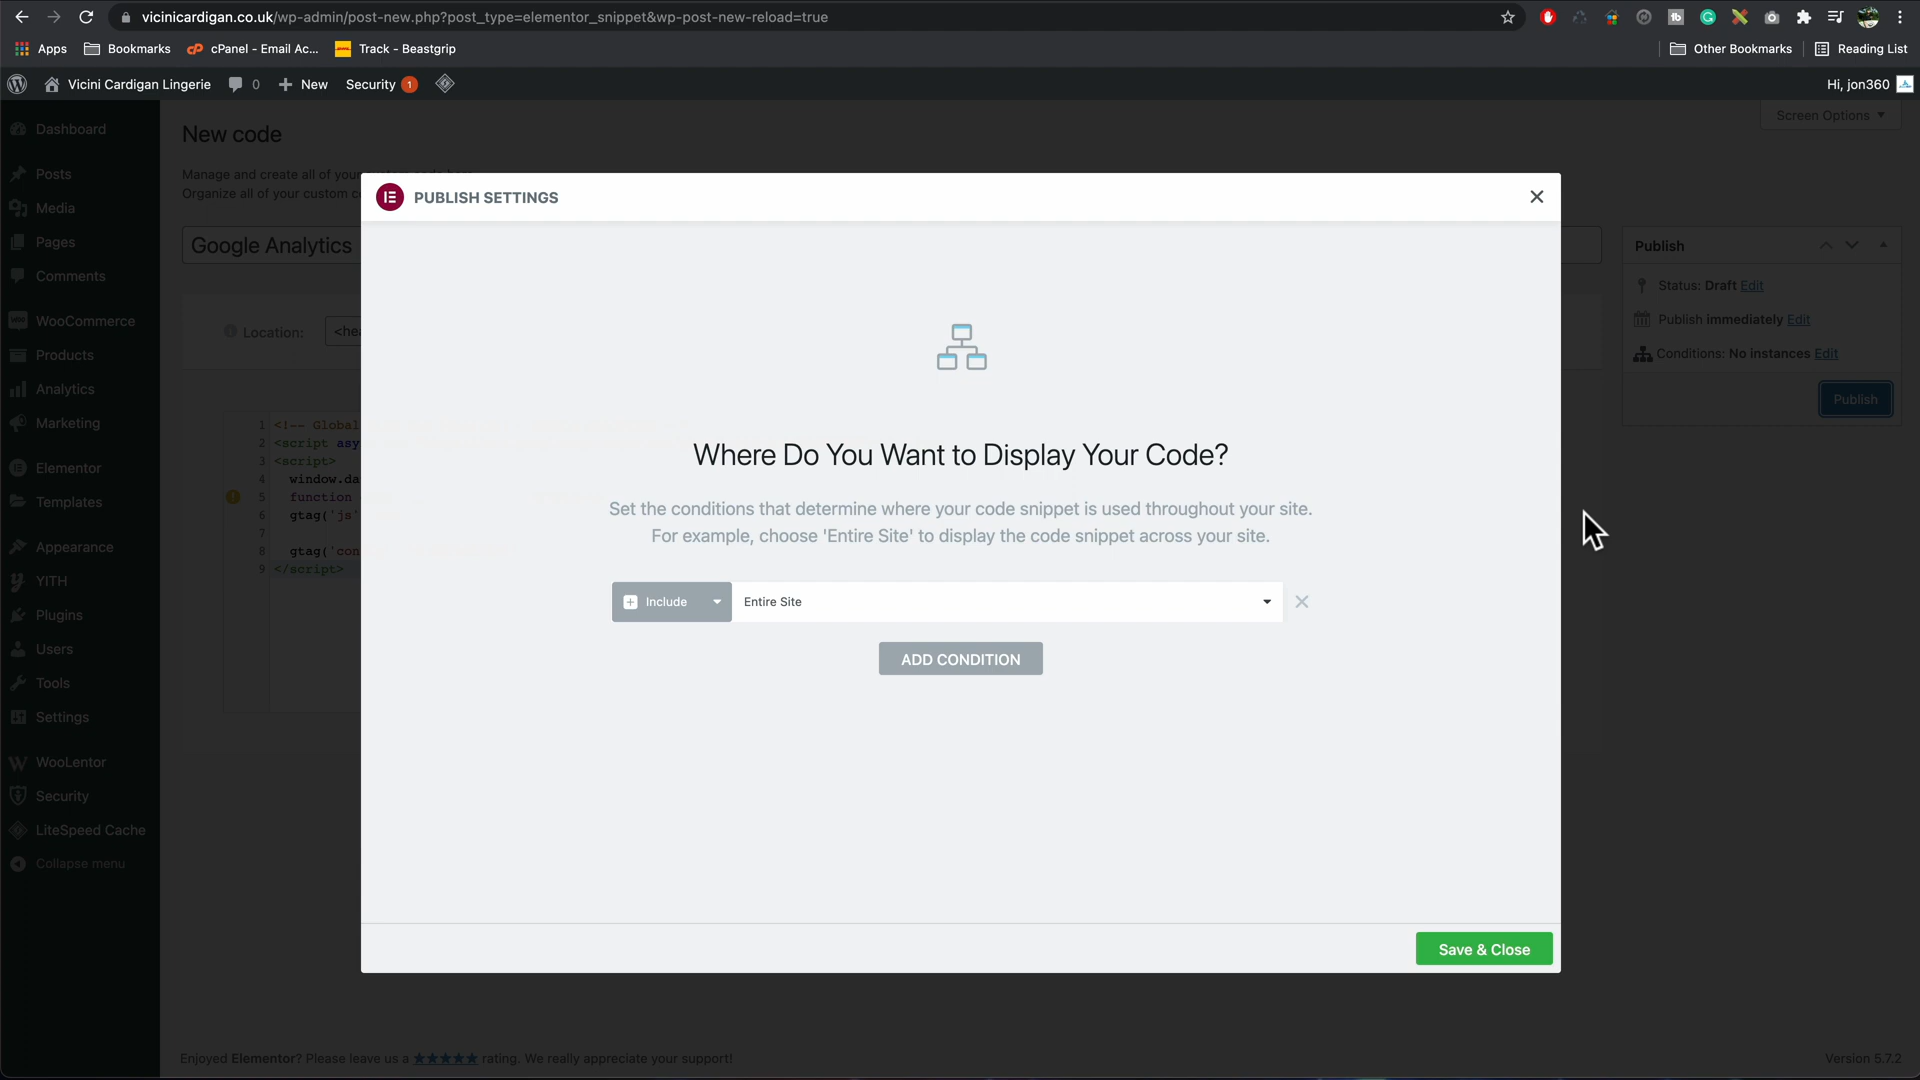 vicinicardigan.co.uk/wp-admin/post-new.php?post_type=elementor_snippet&wp-post-new-reload=true
Apps
Bookmarks
cPanel - Email Ac...
Track - Beastgrip
Other Bookmarks
Reading List
Vicini Cardigan Lingerie
0
New
Security 1
Hi, jon360
Dashboard
Posts
Media
Pages
Comments
WooCommerce
Products
Analytics
Marketing
Elementor
Templates
Appearance
YITH
Plugins
Users
Tools
Settings
WooLentor
Security
LiteSpeed Cache
Collapse menu
New code
Screen Options
Manage and create all of your
Organize all of your custom c
Google Analytics
Location:
<hea
1 <!-- Global
2 <script asy
3 <script>
4 window.da
5 function
6 gtag('js'
7
8 gtag('con
9 </script>
PUBLISH SETTINGS
Where Do You Want to Display Your Code?
Set the conditions that determine where your code snippet is used throughout your site.
For example, choose 'Entire Site' to display the code snippet across your site.
Include
Entire Site
ADD CONDITION
Save & Close
Publish
Status: Draft Edit
Publish immediately Edit
Conditions: No instances Edit
Publish
Enjoyed Elementor? Please leave us a ★★★★★ rating. We really appreciate your support!
Version 5.7.2